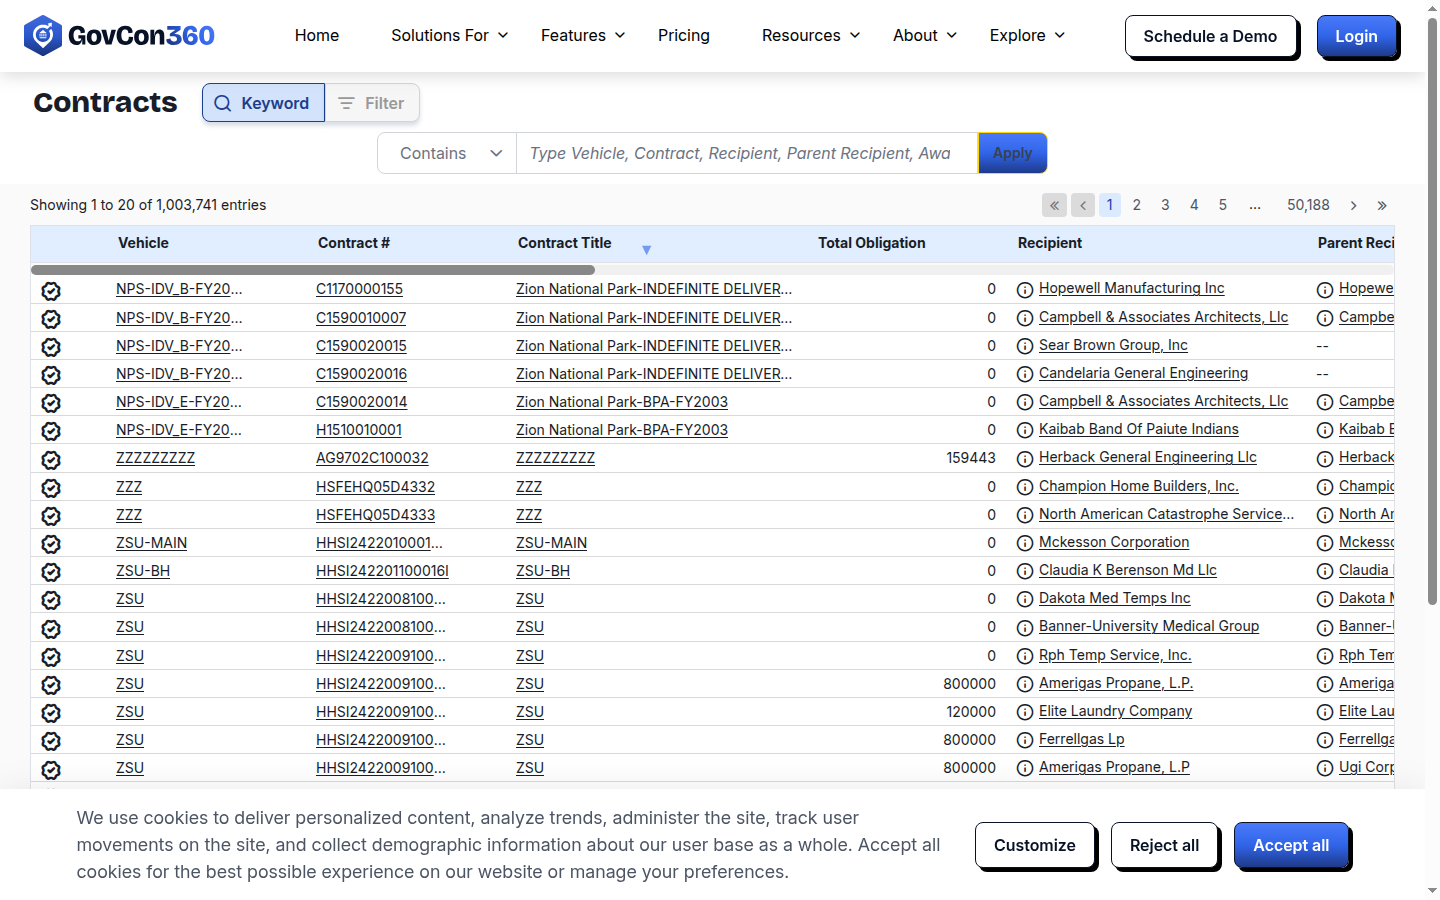 GovCon360 Home Solutions For Features Pricing Resources About Explore Schedule a Demo Login
Contracts Keyword Filter
Contains Type Vehicle, Contract, Recipient, Parent Recipient, Awa Apply
Showing 1 to 20 of 1,003,741 entries « ‹ 1 2 3 4 5 ... 50,188 › »
Vehicle Contract # Contract Title ▼ Total Obligation Recipient Parent Reci
NPS-IDV_B-FY20... C1170000155 Zion National Park-INDEFINITE DELIVER... 0 Hopewell Manufacturing Inc Hopewe
NPS-IDV_B-FY20... C1590010007 Zion National Park-INDEFINITE DELIVER... 0 Campbell & Associates Architects, Llc Campbe
NPS-IDV_B-FY20... C1590020015 Zion National Park-INDEFINITE DELIVER... 0 Sear Brown Group, Inc --
NPS-IDV_B-FY20... C1590020016 Zion National Park-INDEFINITE DELIVER... 0 Candelaria General Engineering --
NPS-IDV_E-FY20... C1590020014 Zion National Park-BPA-FY2003 0 Campbell & Associates Architects, Llc Campbe
NPS-IDV_E-FY20... H1510010001 Zion National Park-BPA-FY2003 0 Kaibab Band Of Paiute Indians Kaibab B
ZZZZZZZZZ AG9702C100032 ZZZZZZZZZ 159443 Herback General Engineering Llc Herback
ZZZ HSFEHQ05D4332 ZZZ 0 Champion Home Builders, Inc. Champio
ZZZ HSFEHQ05D4333 ZZZ 0 North American Catastrophe Service... North Am
ZSU-MAIN HHSI2422010001... ZSU-MAIN 0 Mckesson Corporation Mckesso
ZSU-BH HHSI242201100016I ZSU-BH 0 Claudia K Berenson Md Llc Claudia
ZSU HHSI2422008100... ZSU 0 Dakota Med Temps Inc Dakota M
ZSU HHSI2422008100... ZSU 0 Banner-University Medical Group Banner-U
ZSU HHSI2422009100... ZSU 0 Rph Temp Service, Inc. Rph Tem
ZSU HHSI2422009100... ZSU 800000 Amerigas Propane, L.P. Ameriga
ZSU HHSI2422009100... ZSU 120000 Elite Laundry Company Elite Lau
ZSU HHSI2422009100... ZSU 800000 Ferrellgas Lp Ferrellga
ZSU HHSI2422009100... ZSU 800000 Amerigas Propane, L.P Ugi Corp
We use cookies to deliver personalized content, analyze trends, administer the site, track user
movements on the site, and collect demographic information about our user base as a whole. Accept all
cookies for the best possible experience on our website or manage your preferences.
Customize Reject all Accept all